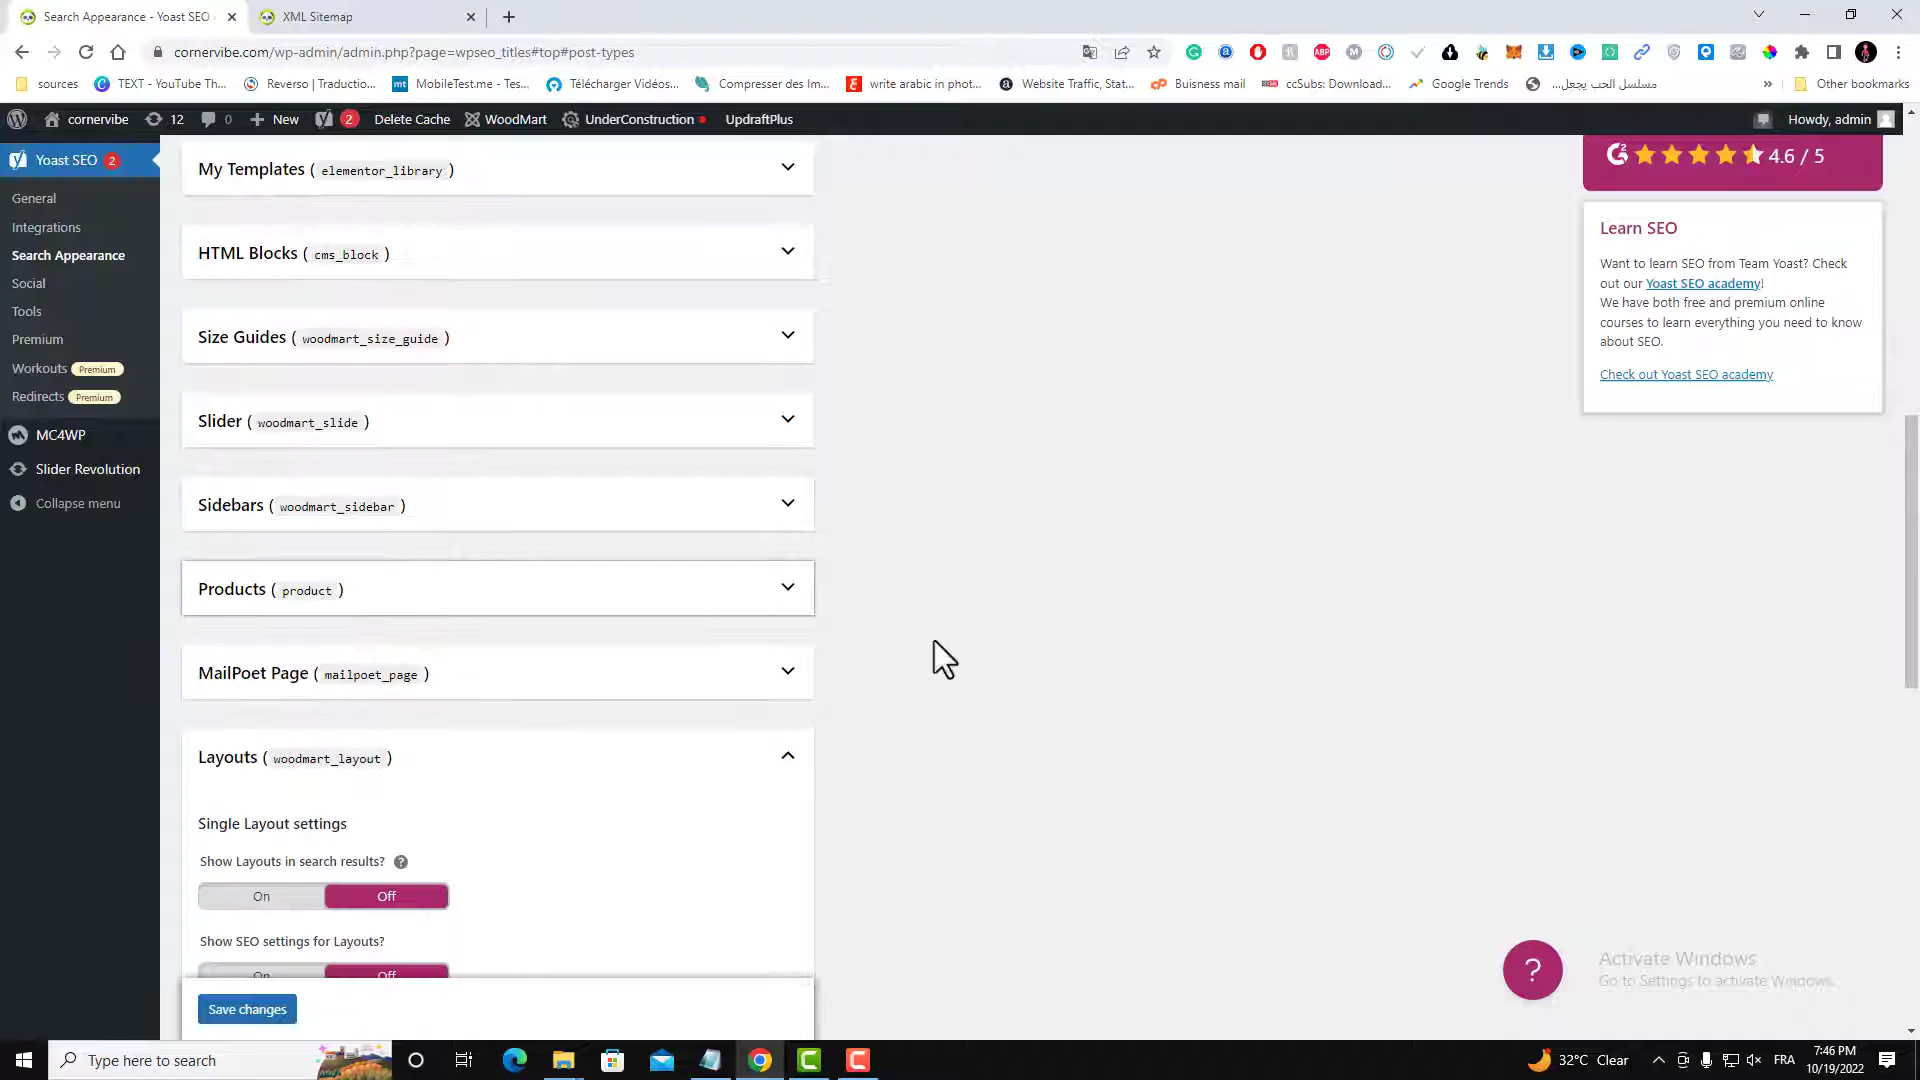 Search Appearance - Yoast SEO
XML Sitemap
cornervibe.com/wp-admin/admin.php?page=wpseo_titles#top#post-types
sources
TEXT - YouTube Th...
Reverso | Traductio...
MobileTest.me - Tes...
Télécharger Vidéos...
Compresser des Im...
write arabic in phot...
Website Traffic, Stat...
Buisness mail
ccSubs: Download...
Google Trends
مسلسل الحب يجعل...
»
Other bookmarks
cornervibe
12
0
New
2
Delete Cache
WoodMart
UnderConstruction
UpdraftPlus
Howdy, admin
Yoast SEO 2
General
Integrations
Search Appearance
Social
Tools
Premium
Workouts Premium
Redirects Premium
MC4WP
Slider Revolution
Collapse menu
My Templates ( elementor_library )
HTML Blocks ( cms_block )
Size Guides ( woodmart_size_guide )
Slider ( woodmart_slide )
Sidebars ( woodmart_sidebar )
Products ( product )
MailPoet Page ( mailpoet_page )
Layouts ( woodmart_layout )
Single Layout settings
Show Layouts in search results? ?
On Off
Show SEO settings for Layouts?
On Off
Save changes
4.6 / 5
Learn SEO
Want to learn SEO from Team Yoast? Check
out our Yoast SEO academy!
We have both free and premium online
courses to learn everything you need to know
about SEO.
Check out Yoast SEO academy
?
Activate Windows
Go to Settings to activate Windows.
Type here to search
32°C Clear
FRA
7:46 PM
10/19/2022